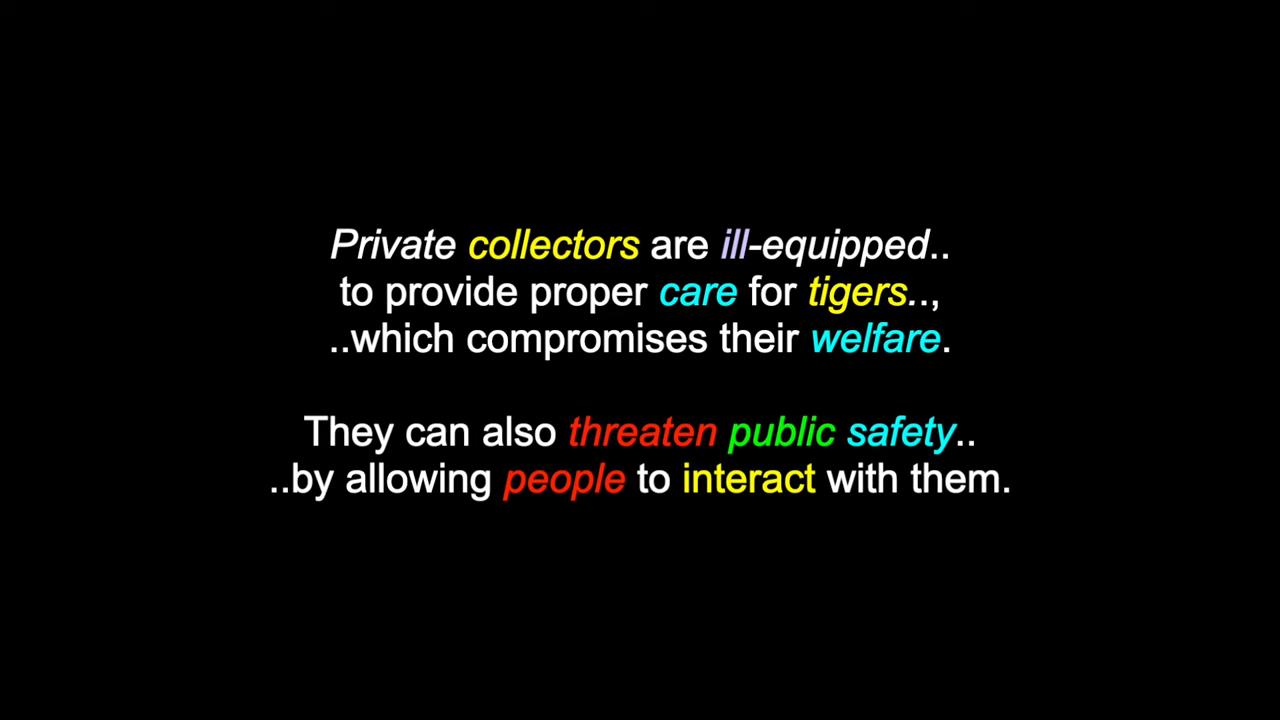 Private collectors are ill-equipped..
to provide proper care for tigers..,
..which compromises their welfare.
They can also threaten public safety..
..by allowing people to interact with them.